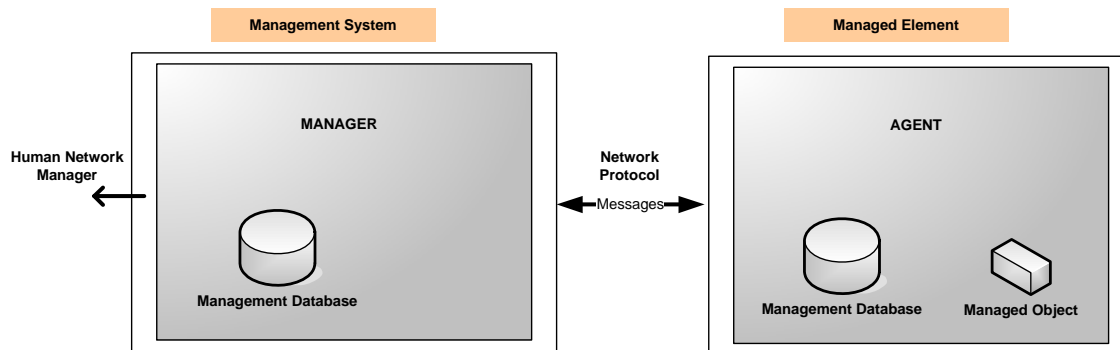 Management System
Managed Element
MANAGER
AGENT
Human Network
Manager
Network
Protocol
Messages
Management Database
Management Database
Managed Object